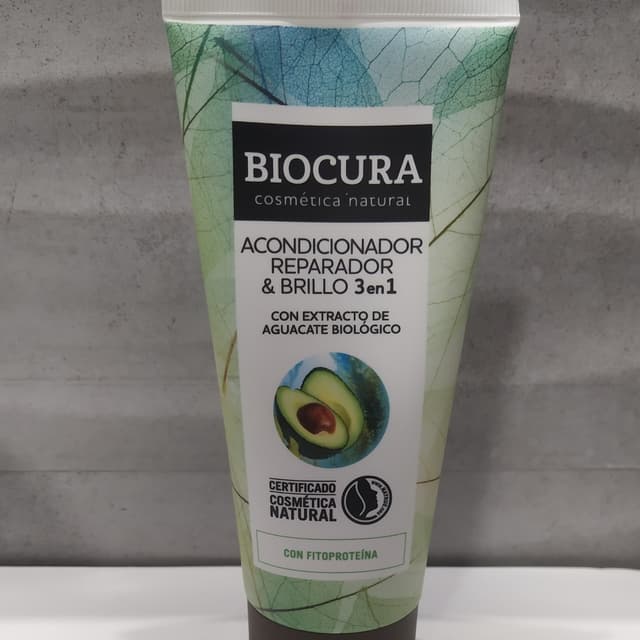 BIOCURA
cosmética natural
ACONDICIONADOR
REPARADOR
& BRILLO 3en1
CON EXTRACTO DE
AGUACATE BIOLÓGICO
CERTIFICADO
COSMÉTICA
NATURAL
CON FITOPROTEÍNA